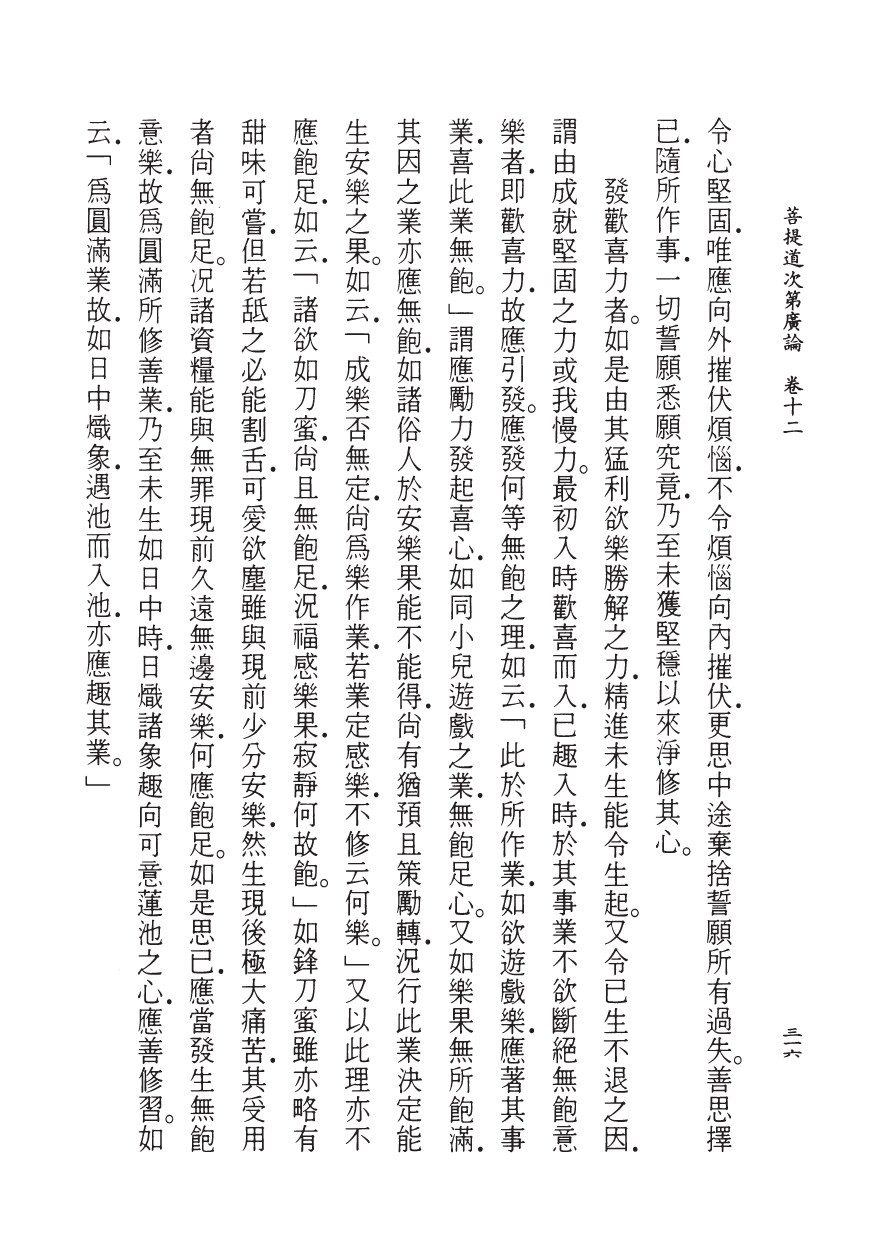 菩提道次第廣論　卷十二
三一六
令心堅固．唯應向外摧伏煩惱．不令煩惱向內摧伏．更思中途棄捨誓願所有過失。善思擇
已．隨所作事．一切誓願悉願究竟．乃至未獲堅穩以來淨修其心。
發歡喜力者。如是由其猛利欲樂勝解之力．精進未生能令生起。又令已生不退之因．
謂由成就堅固之力或我慢力。最初入時歡喜而入．已趣入時．於其事業不欲斷絕無飽意
樂者．即歡喜力．故應引發。應發何等無飽之理．如云．「此於所作業．如欲遊戲樂．應著其事
業．喜此業無飽。」謂應勵力發起喜心．如同小兒遊戲之業．無飽足心。又如樂果無所飽滿．
其因之業亦應無飽．如諸俗人於安樂果能不能得．尚有猶預且策勵轉．況行此業決定能
生安樂之果。如云．「成樂否無定．尚爲樂作業．若業定感樂．不修云何樂。」又以此理亦不
應飽足．如云．「諸欲如刀蜜．尚且無飽足．況福感樂果．寂靜何故飽。」如鋒刀蜜雖亦略有
甜味可嘗．但若舐之必能割舌．可愛欲塵雖與現前少分安樂．然生現後極大痛苦．其受用
者尚無飽足。況諸資糧能與無罪現前久遠無邊安樂．何應飽足。如是思已．應當發生無飽
意樂．故爲圓滿所修善業．乃至未生如日中時．日熾諸象趣向可意蓮池之心．應善修習。如
云．「爲圓滿業故．如日中熾象．遇池而入池．亦應趣其業。」